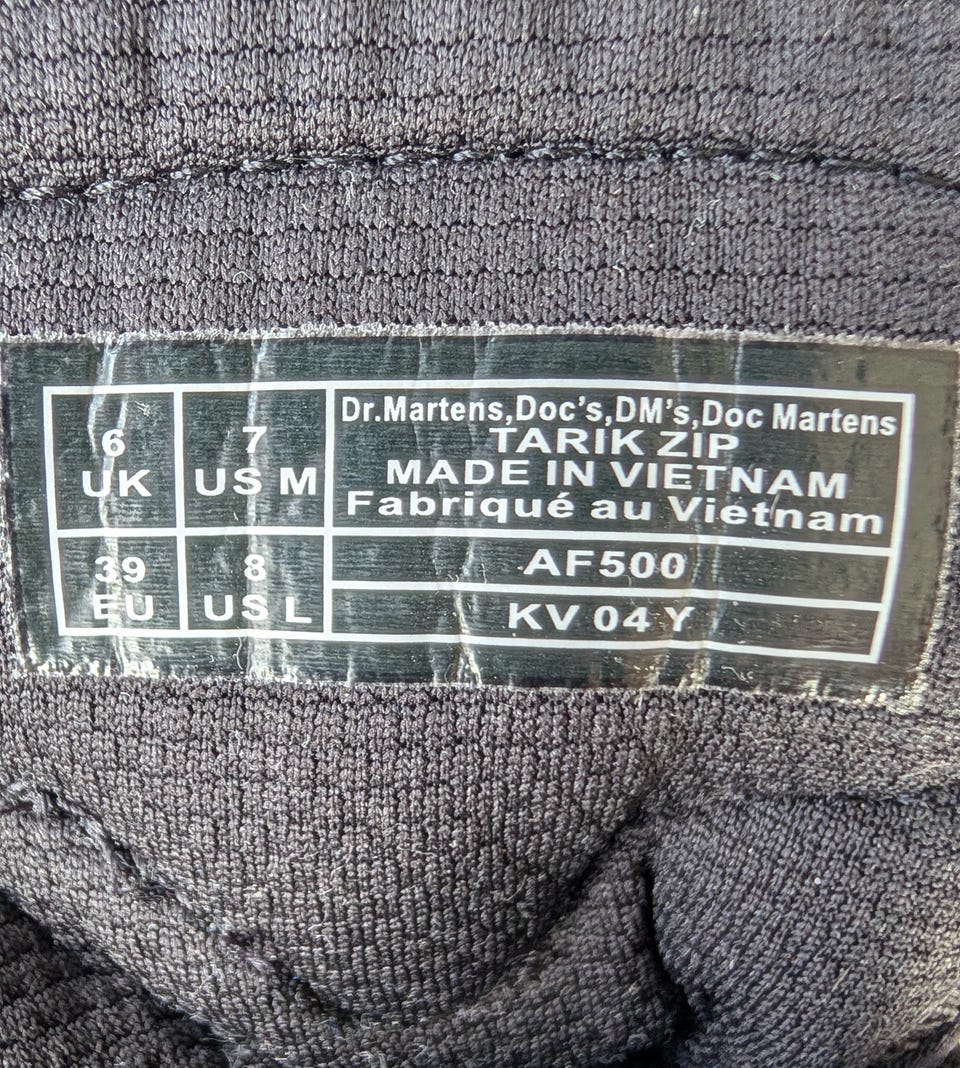 6
UK
7
US M
39
EU
8
US L
Dr.Martens,Doc's,DM's,Doc Martens
TARIK ZIP
MADE IN VIETNAM
Fabriqué au Vietnam
AF500
KV 04 Y